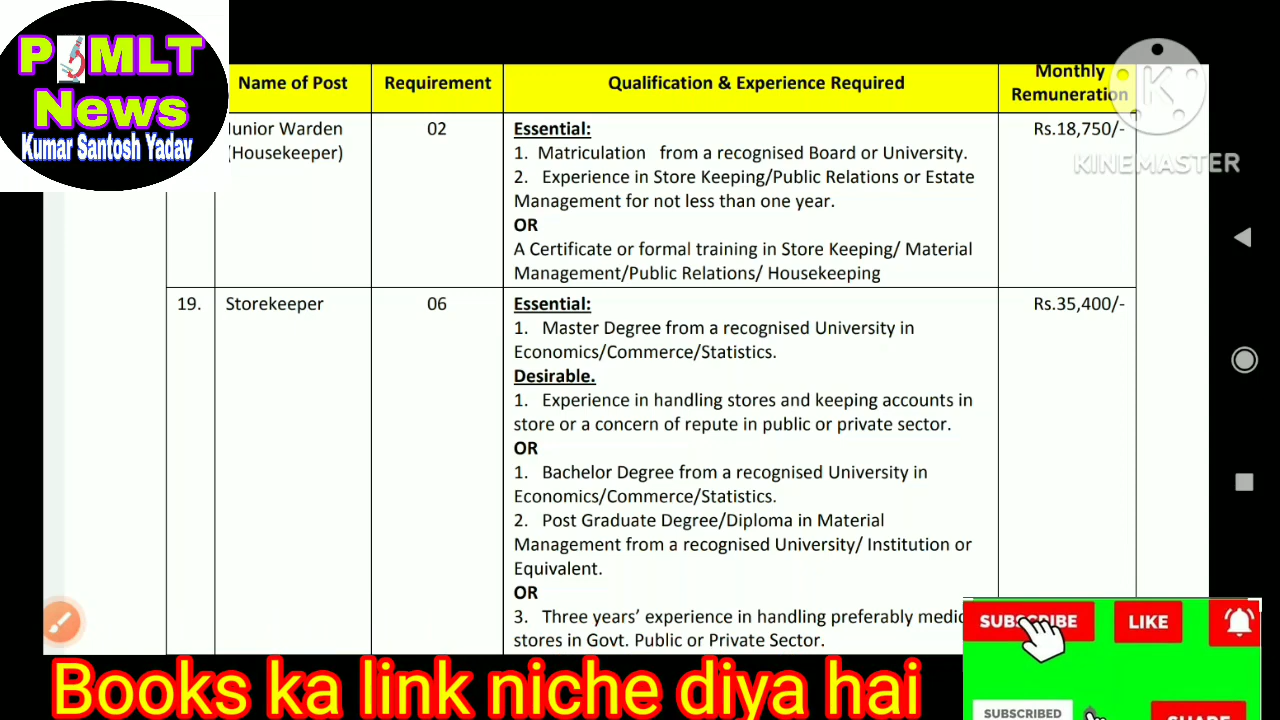 P MLT
News
Kumar Santosh Yadav
Name of Post Requirement Qualification & Experience Required Monthly Remuneration
Junior Warden (Housekeeper) 02 Essential: Rs.18,750/-
1. Matriculation from a recognised Board or University.
2. Experience in Store Keeping/Public Relations or Estate
Management for not less than one year.
OR
A Certificate or formal training in Store Keeping/ Material
Management/Public Relations/ Housekeeping
19. Storekeeper 06 Essential: Rs.35,400/-
1. Master Degree from a recognised University in
Economics/Commerce/Statistics.
Desirable.
1. Experience in handling stores and keeping accounts in
store or a concern of repute in public or private sector.
OR
1. Bachelor Degree from a recognised University in
Economics/Commerce/Statistics.
2. Post Graduate Degree/Diploma in Material
Management from a recognised University/ Institution or
Equivalent.
OR
3. Three years’ experience in handling preferably medic
stores in Govt. Public or Private Sector.
K
KINEMASTER
SUBSCRIBE LIKE
SUBSCRIBED SHARE
Books ka link niche diya hai